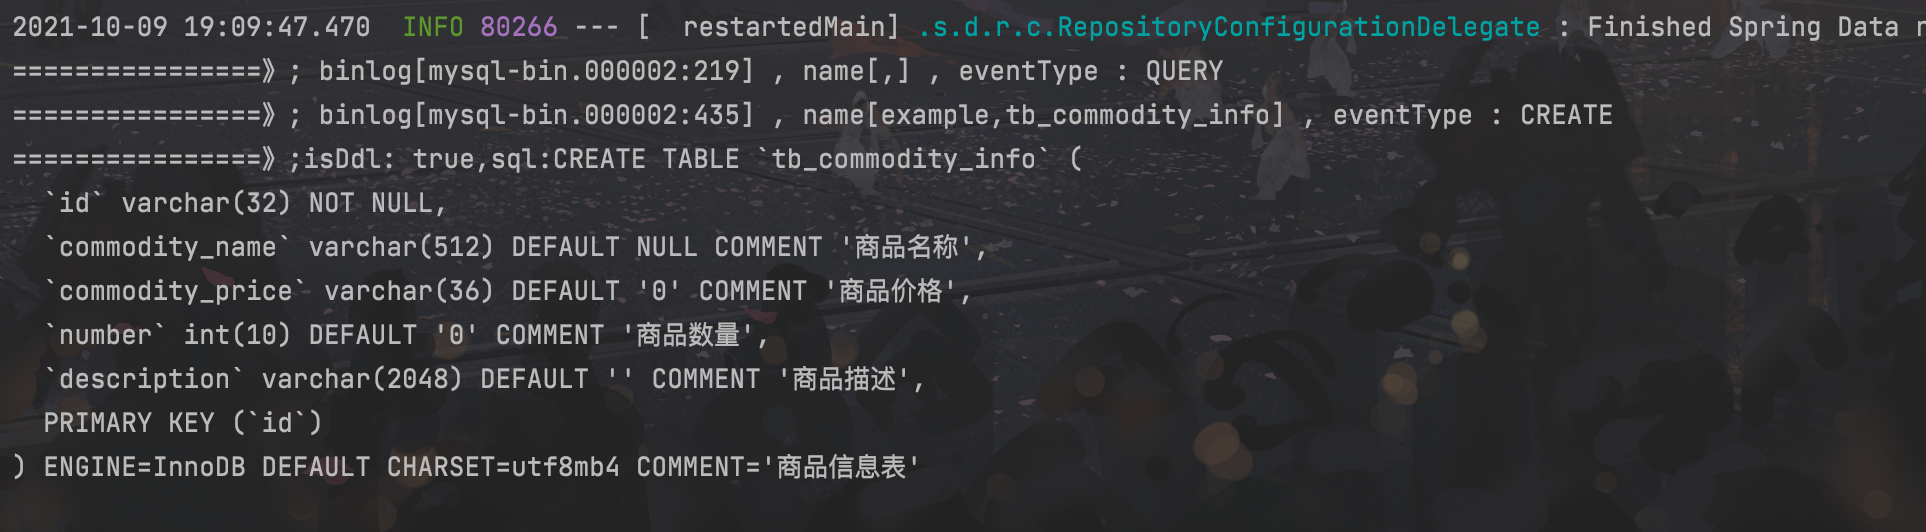 2021-10-09 19:09:47.470  INFO 80266 --- [  restartedMain] .s.d.r.c.RepositoryConfigurationDelegate : Finished Spring Data
================》; binlog[mysql-bin.000002:219] , name[,] , eventType : QUERY
================》; binlog[mysql-bin.000002:435] , name[example,tb_commodity_info] , eventType : CREATE
================》;isDdl: true,sql:CREATE TABLE `tb_commodity_info` (
  `id` varchar(32) NOT NULL,
  `commodity_name` varchar(512) DEFAULT NULL COMMENT '商品名称',
  `commodity_price` varchar(36) DEFAULT '0' COMMENT '商品价格',
  `number` int(10) DEFAULT '0' COMMENT '商品数量',
  `description` varchar(2048) DEFAULT '' COMMENT '商品描述',
  PRIMARY KEY (`id`)
) ENGINE=InnoDB DEFAULT CHARSET=utf8mb4 COMMENT='商品信息表'